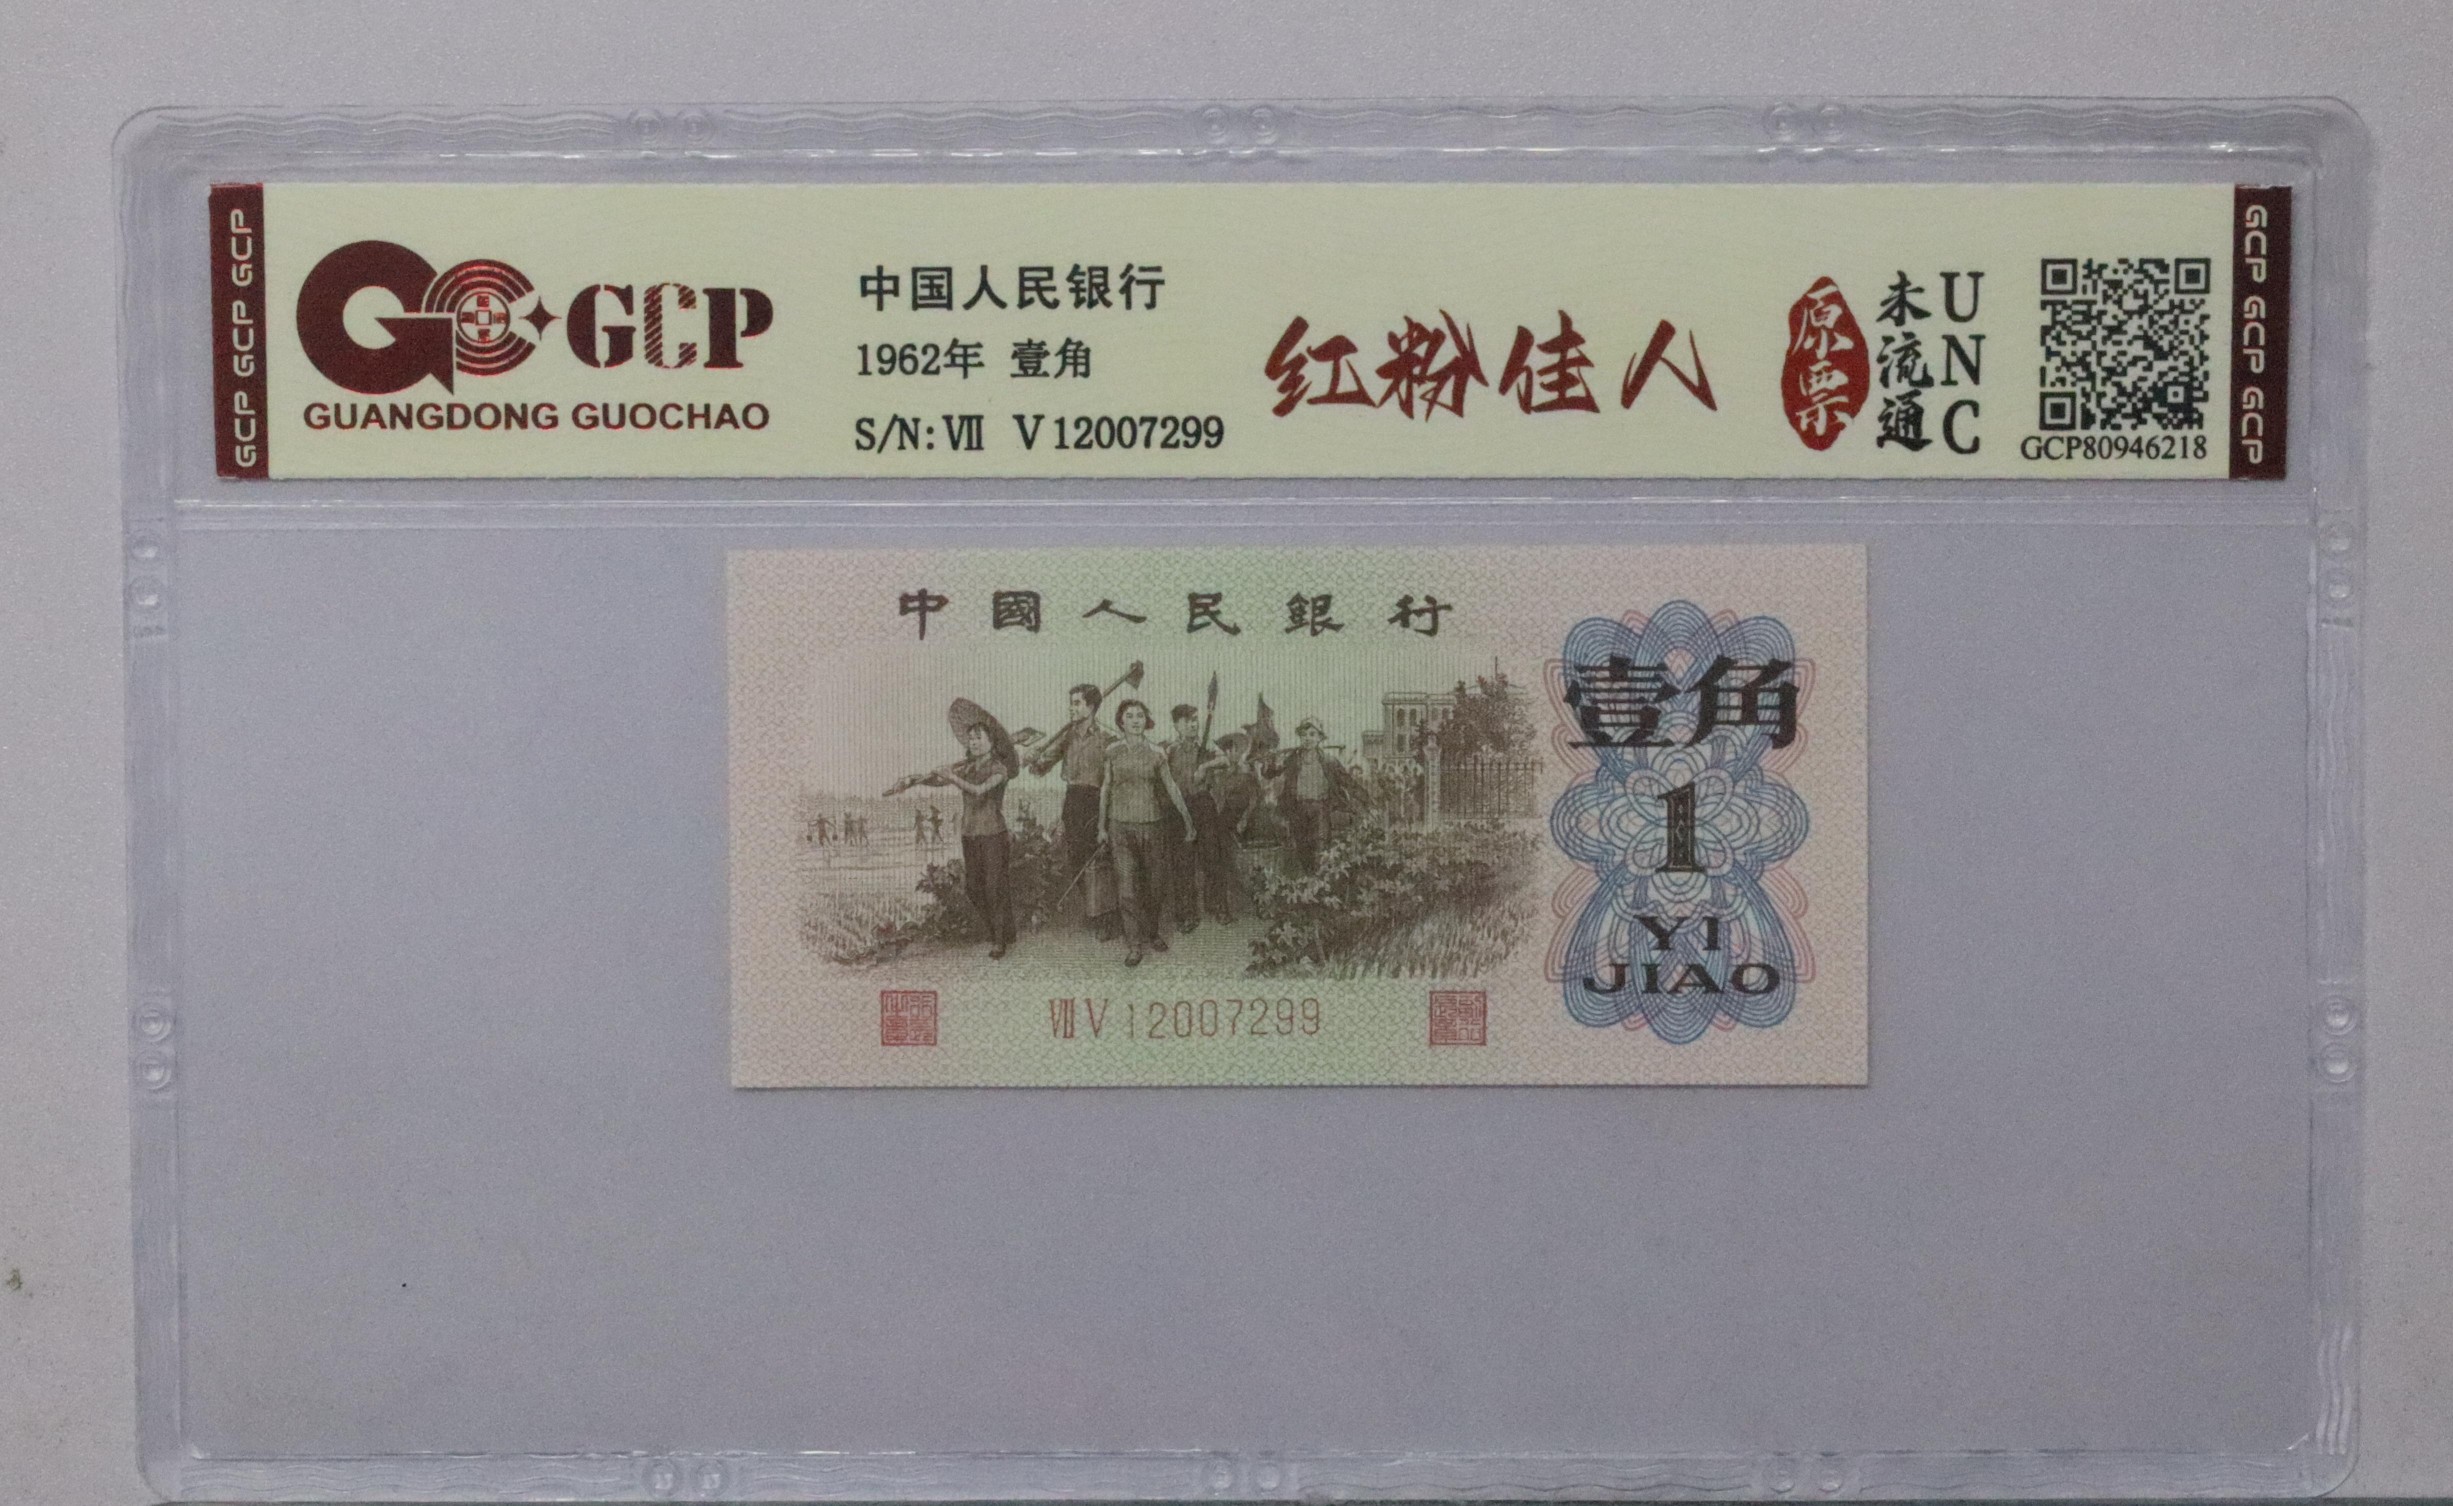 GCP GCP GCP
GCP
GUANGDONG GUOCHAO
中国人民银行
1962年 壹角
S/N: Ⅶ Ⅴ 12007299
红粉佳人
原票
未流通
UNC
GCP80946218
GCP GCP GCP
中國人民銀行
壹角
1
YI
JIAO
ⅦⅤ12007299